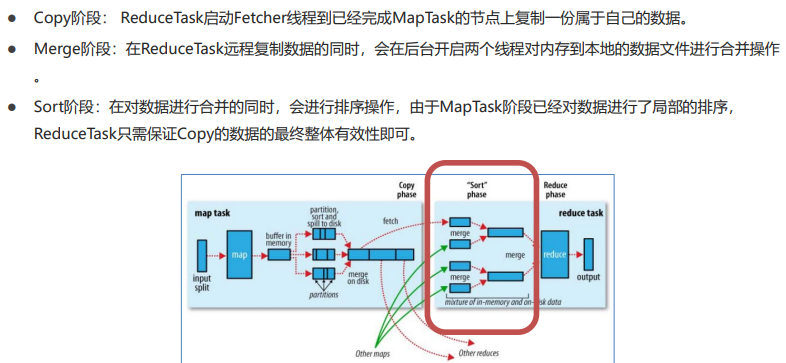 ● Copy阶段： ReduceTask启动Fetcher线程到已经完成MapTask的节点上复制一份属于自己的数据。
● Merge阶段：在ReduceTask远程复制数据的同时，会在后台开启两个线程对内存到本地的数据文件进行合并操作
。
● Sort阶段：在对数据进行合并的同时，会进行排序操作，由于MapTask阶段已经对数据进行了局部的排序，
ReduceTask只需保证Copy的数据的最终整体有效性即可。
Copy phase
"Sort" phase
Reduce phase
map task
reduce task
partition, sort and spill to disk
fetch
buffer in memory
map
input split
merge on disk
partitions
merge
merge
merge
reduce
output
mixture of in-memory and on-disk data
Other maps
Other reduces